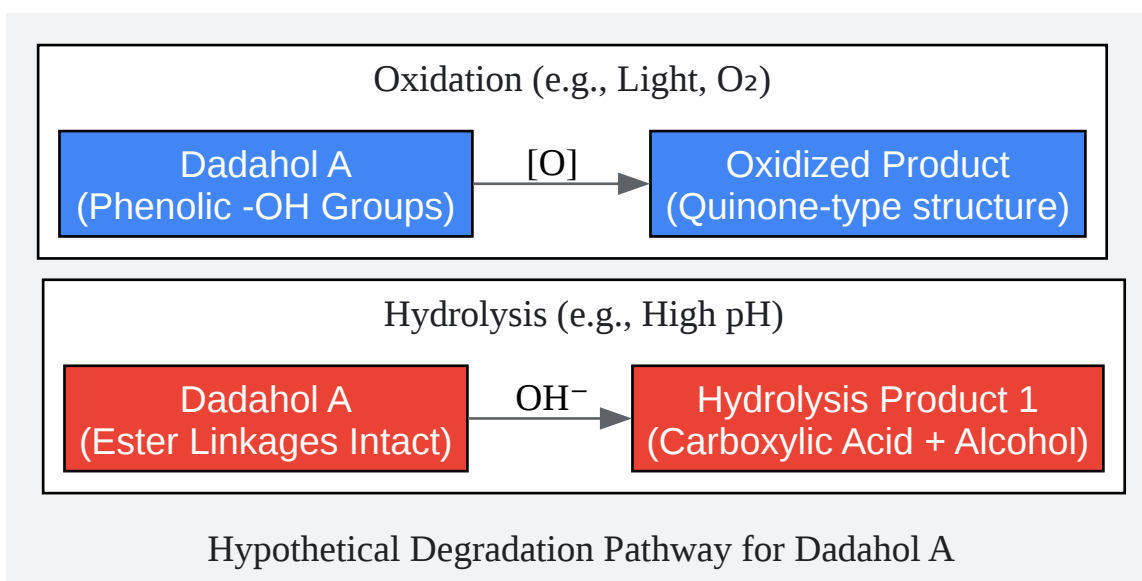 Oxidation (e.g., Light, O₂)
Dadahol A
(Phenolic -OH Groups)
[O]
Oxidized Product
(Quinone-type structure)
Hydrolysis (e.g., High pH)
Dadahol A
(Ester Linkages Intact)
OH⁻
Hydrolysis Product 1
(Carboxylic Acid + Alcohol)
Hypothetical Degradation Pathway for Dadahol A